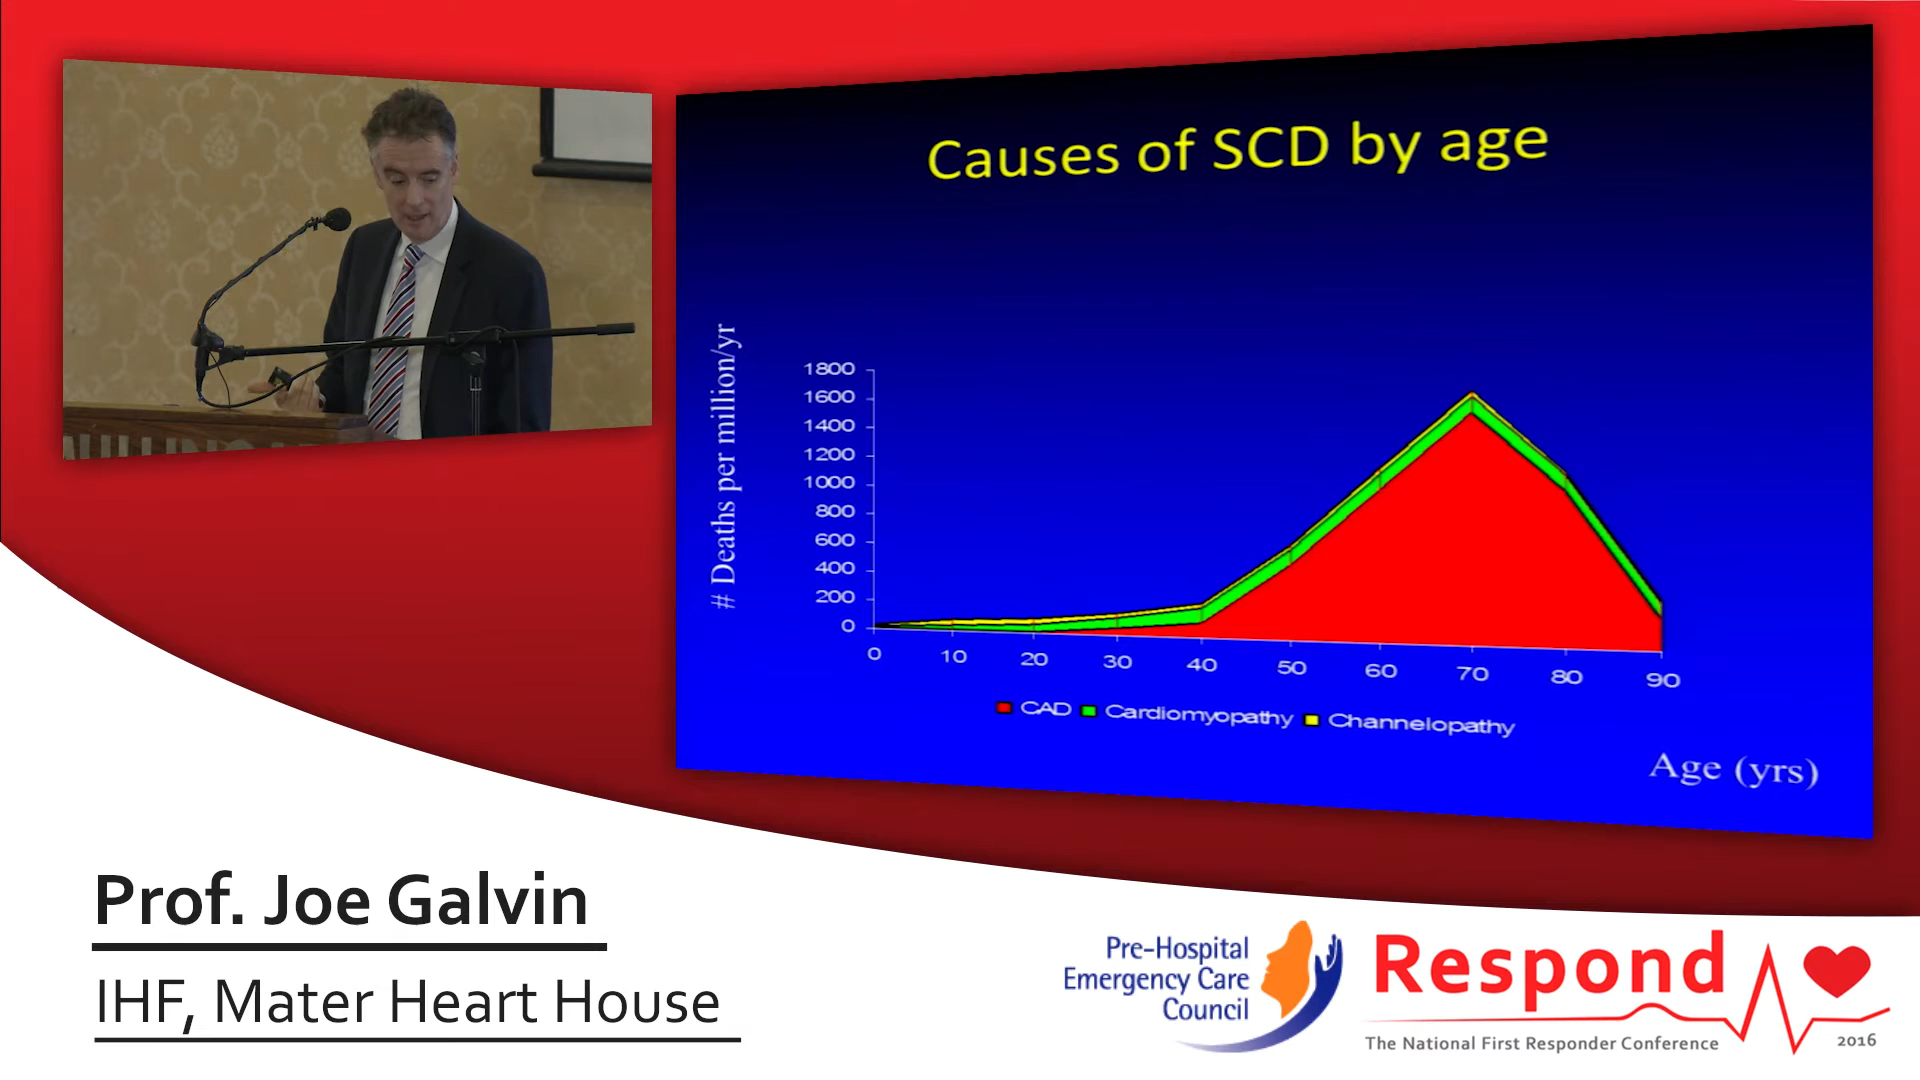 Causes of SCD by age
# Deaths per million/yr
1800
1600
1400
1200
1000
800
600
400
200
0
0 10 20 30 40 50 60 70 80 90
CAD Cardiomyopathy Channelopathy
Age (yrs)
Prof. Joe Galvin
IHF, Mater Heart House
Pre-Hospital
Emergency Care
Council
Respond
The National First Responder Conference
2016